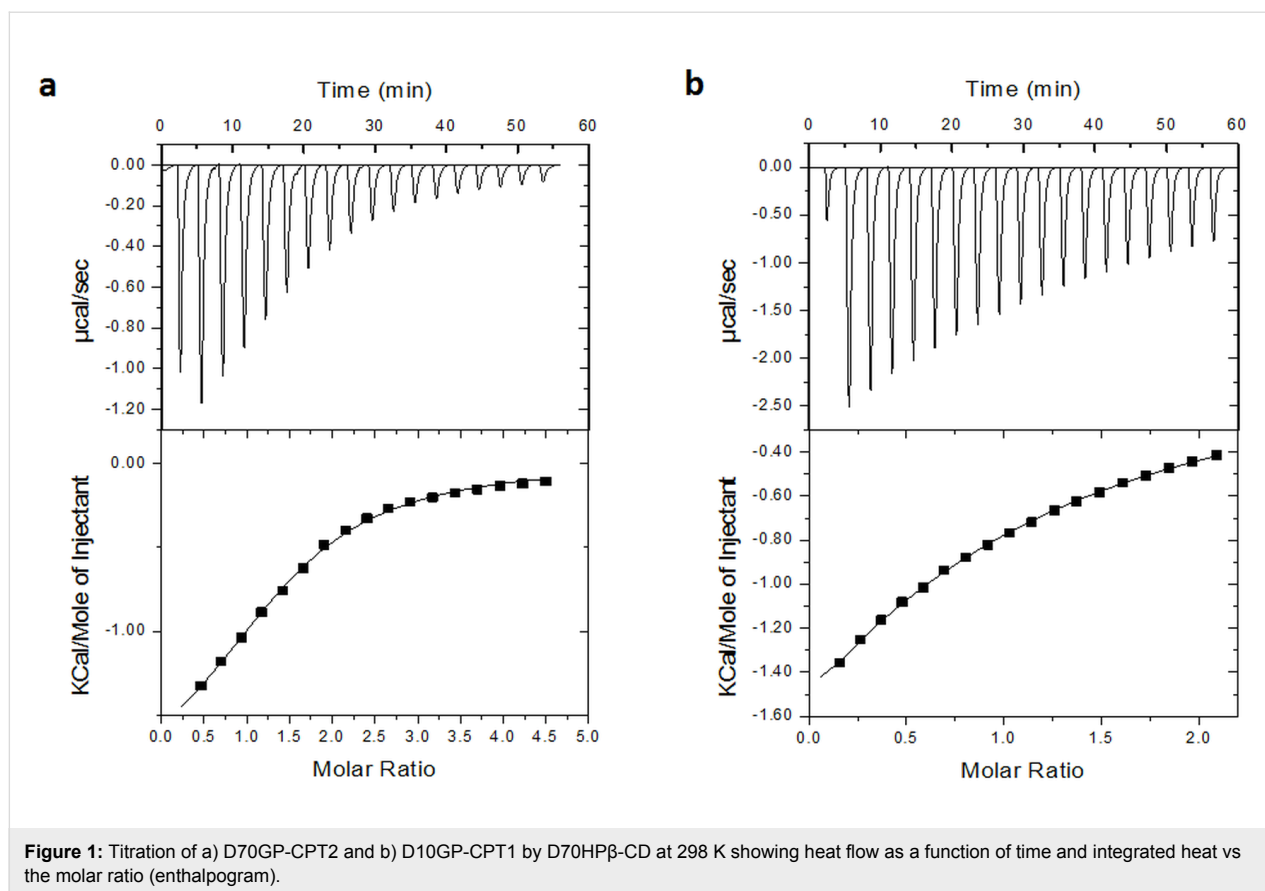 a
Time (min)
0 10 20 30 40 50 60
0.00
-0.20
-0.40
-0.60
-0.80
-1.00
-1.20
µcal/sec
0.00
-1.00
KCal/Mole of Injectant
0.0 0.5 1.0 1.5 2.0 2.5 3.0 3.5 4.0 4.5 5.0
Molar Ratio
b
Time (min)
0 10 20 30 40 50 60
0.00
-0.50
-1.00
-1.50
-2.00
-2.50
µcal/sec
-0.40
-0.60
-0.80
-1.00
-1.20
-1.40
-1.60
KCal/Mole of Injectant
0.0 0.5 1.0 1.5 2.0
Molar Ratio
Figure 1: Titration of a) D70GP-CPT2 and b) D10GP-CPT1 by D70HPβ-CD at 298 K showing heat flow as a function of time and integrated heat vs
the molar ratio (enthalpogram).